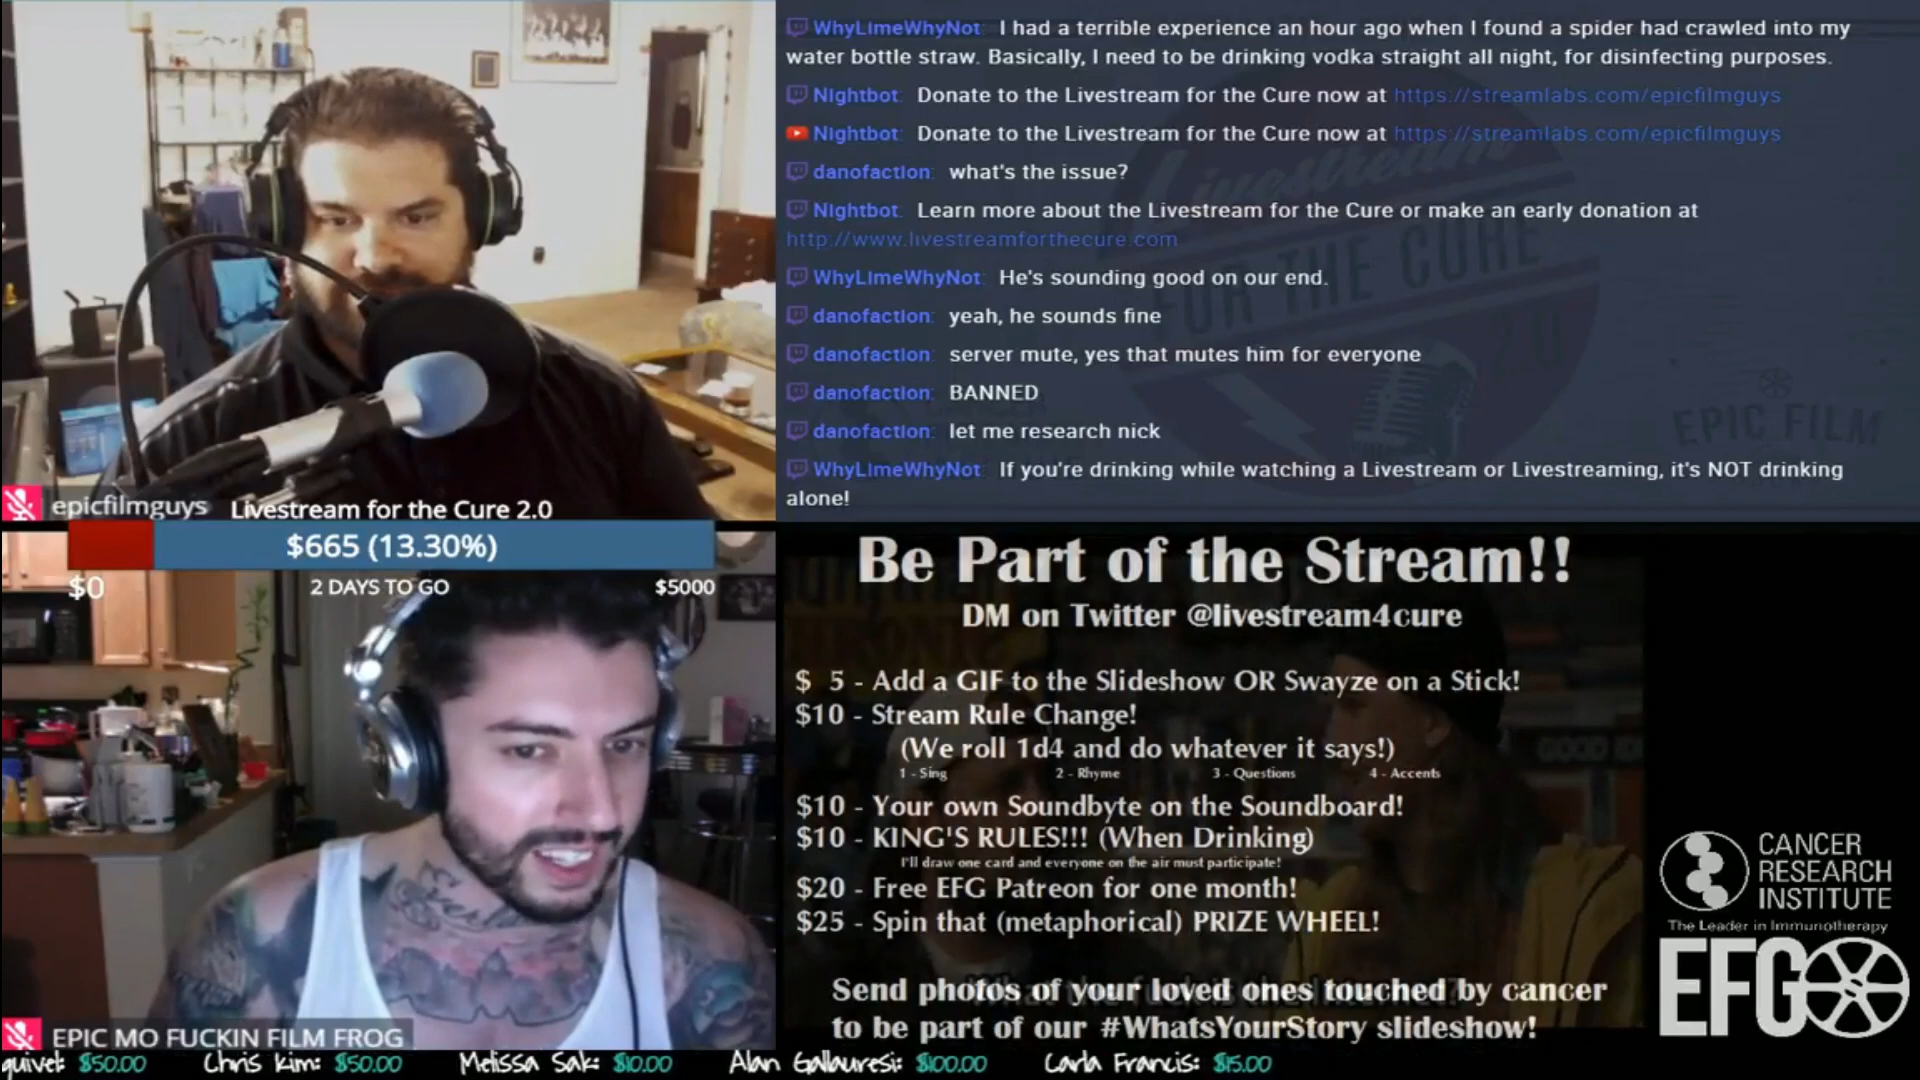 WhyLimeWhyNot: I had a terrible experience an hour ago when I found a spider had crawled into my
water bottle straw. Basically, I need to be drinking vodka straight all night, for disinfecting purposes.
Nightbot: Donate to the Livestream for the Cure now at https://streamlabs.com/epicfilmguys
Nightbot: Donate to the Livestream for the Cure now at https://streamlabs.com/epicfilmguys
danofaction: what's the issue?
Nightbot: Learn more about the Livestream for the Cure or make an early donation at
http://www.livestreamforthecure.com
WhyLimeWhyNot: He's sounding good on our end.
danofaction: yeah, he sounds fine
danofaction: server mute, yes that mutes him for everyone
danofaction: BANNED
danofaction: let me research nick
WhyLimeWhyNot: If you're drinking while watching a Livestream or Livestreaming, it's NOT drinking
alone!
Livestream
FOR THE CURE
2.0
EPIC FILM
epicfilmguys
Livestream for the Cure 2.0
$665 (13.30%)
$0 2 DAYS TO GO $5000
EPIC MO FUCKIN FILM FROG
Be Part of the Stream!!
DM on Twitter @livestream4cure
$ 5 - Add a GIF to the Slideshow OR Swayze on a Stick!
$10 - Stream Rule Change!
(We roll 1d4 and do whatever it says!)
1 - Sing 2 - Rhyme 3 - Questions 4 - Accents
$10 - Your own Soundbyte on the Soundboard!
$10 - KING'S RULES!!! (When Drinking)
I'll draw one card and everyone on the air must participate!
$20 - Free EFG Patreon for one month!
$25 - Spin that (metaphorical) PRIZE WHEEL!
Send photos of your loved ones touched by cancer
to be part of our #WhatsYourStory slideshow!
CANCER
RESEARCH
INSTITUTE
The Leader in Immunotherapy
EFG
quivel: $50.00 Chris Kim: $50.00 Melissa Sak: $10.00 Alan Gallauresi: $100.00 Carla Francis: $15.00